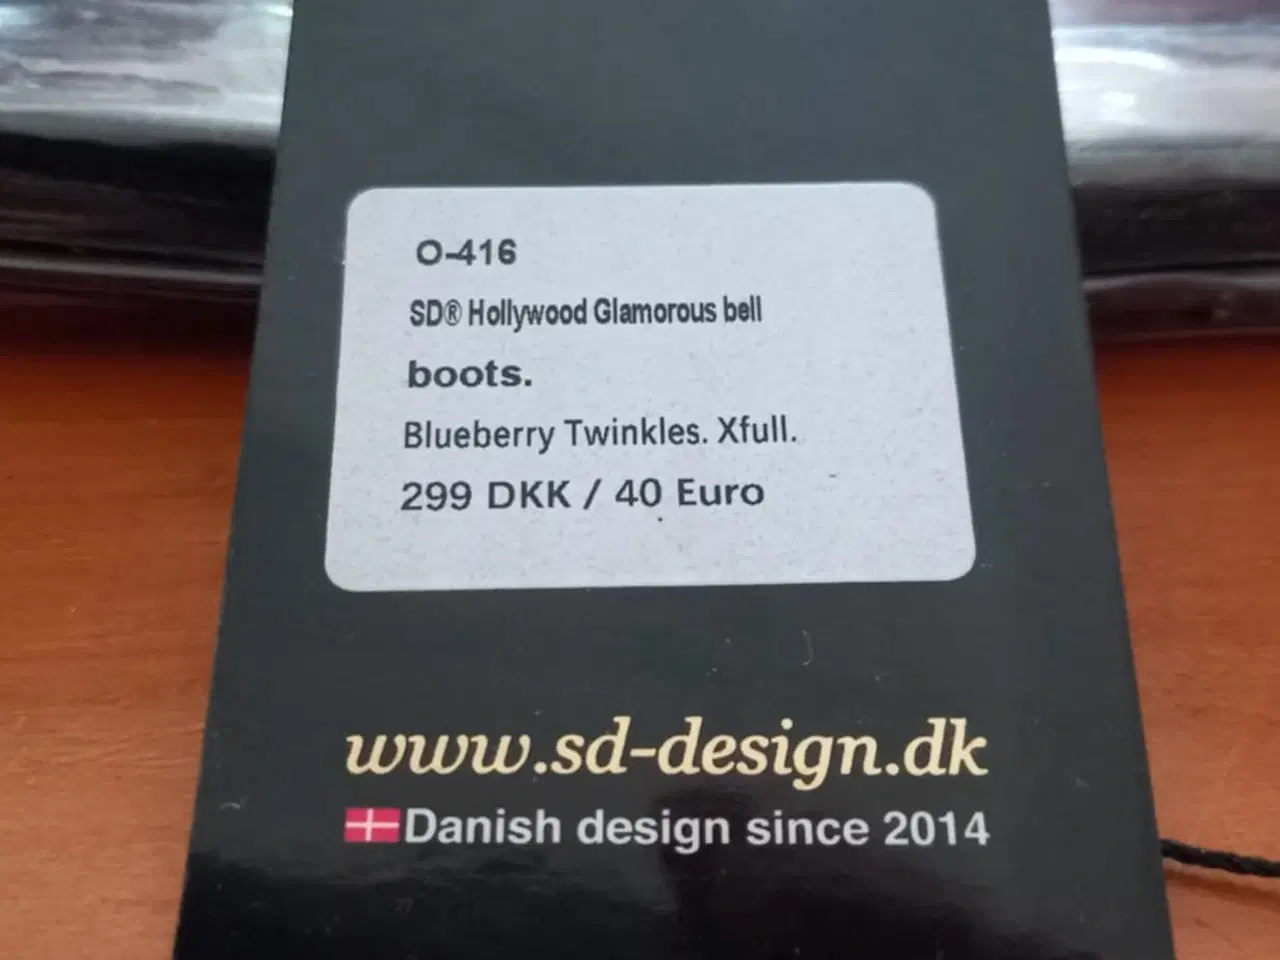 O-416
SD® Hollywood Glamorous bell
boots.
Blueberry Twinkles. Xfull.
299 DKK / 40 Euro
www.sd-design.dk
Danish design since 2014